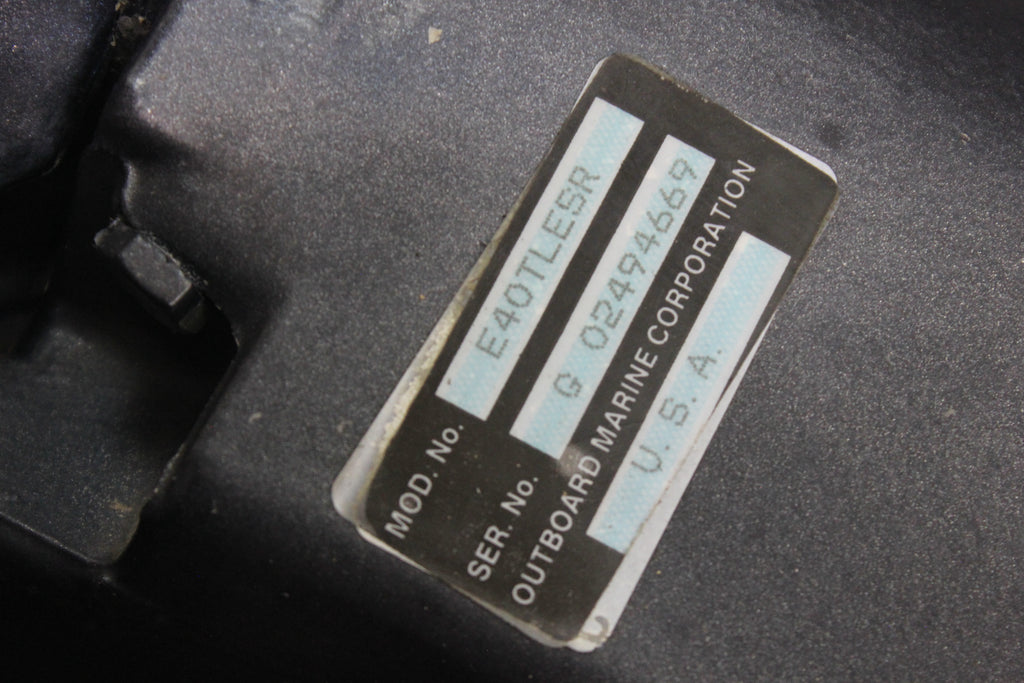 MOD. No. E40TLESR
SER. No. G 02494669
OUTBOARD MARINE CORPORATION
U. S. A.